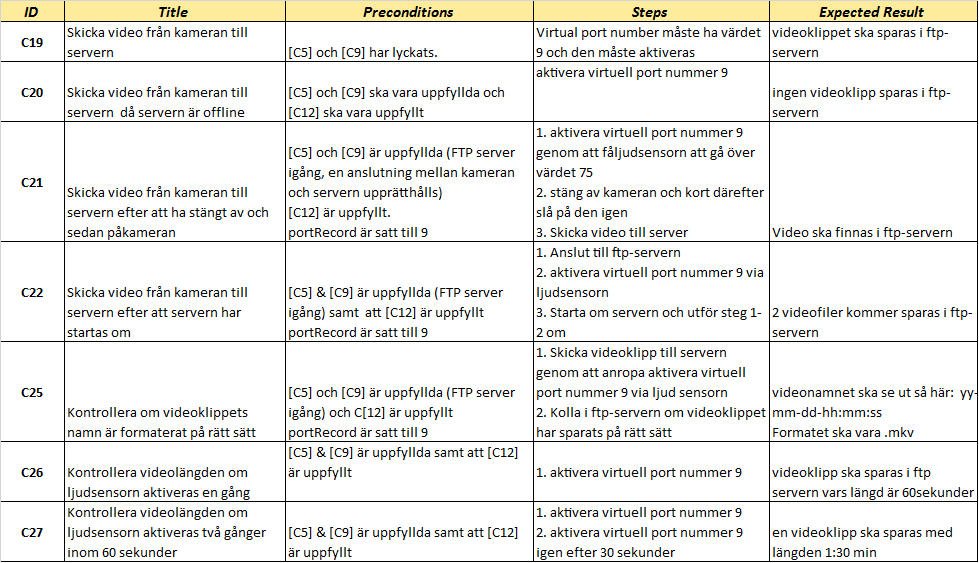 ID Title Preconditions Steps Expected Result
C19
Skicka video från kameran till
servern
[C5] och [C9] har lyckats.
Virtual port number måste ha värdet
9 och den måste aktiveras
videoklippet ska sparas i ftp-
servern
C20
Skicka video från kameran till
servern  då servern är offline
[C5] och [C9] ska vara uppfyllda och
[C12] ska vara uppfyllt
aktivera virtuell port nummer 9
ingen videoklipp sparas i ftp-
servern
C21
Skicka video från kameran till
servern efter att ha stängt av och
sedan påkameran
[C5] och [C9] är uppfyllda (FTP server
igång, en anslutning mellan kameran
och servern upprätthålls)
[C12] är uppfyllt.
portRecord är satt till 9
1. aktivera virtuell port nummer 9
genom att fåljudsensorn att gå över
värdet 75
2. stäng av kameran och kort därefter
slå på den igen
3. Skicka video till server
Video ska finnas i ftp-servern
C22
Skicka video från kameran till
servern efter att servern har
startas om
[C5] & [C9] är uppfyllda (FTP server
igång) samt  att [C12] är uppfyllt
portRecord är satt till 9
1. Anslut till ftp-servern
2. aktivera virtuell port nummer 9 via
ljudsensorn
3. Starta om servern och utför steg 1-
2 om
2 videofiler kommer sparas i ftp-
servern
C25
Kontrollera om videoklippets
namn är formaterat på rätt sätt
[C5] och [C9] är uppfyllda (FTP server
igång) och C[12] är uppfyllt
portRecord är satt till 9
1. Skicka videoklipp till servern
genom att anropa aktivera virtuell
port nummer 9 via ljud sensorn
2. Kolla i ftp-servern om videoklippet
har sparats på rätt sätt
videonamnet ska se ut så här:  yy-
mm-dd-hh:mm:ss
Formatet ska vara .mkv
C26
Kontrollera videolängden om
ljudsensorn aktiveras en gång
[C5] & [C9] är uppfyllda samt att [C12]
är uppfyllt
1. aktivera virtuell port nummer 9
videoklipp ska sparas i ftp
servern vars längd är 60sekunder
C27
Kontrollera videolängden om
ljudsensorn aktiveras två gånger
inom 60 sekunder
[C5] & [C9] är uppfyllda samt att [C12]
är uppfyllt
1. aktivera virtuell port nummer 9
2. aktivera virtuell port nummer 9
igen efter 30 sekunder
en videoklipp ska sparas med
längden 1:30 min